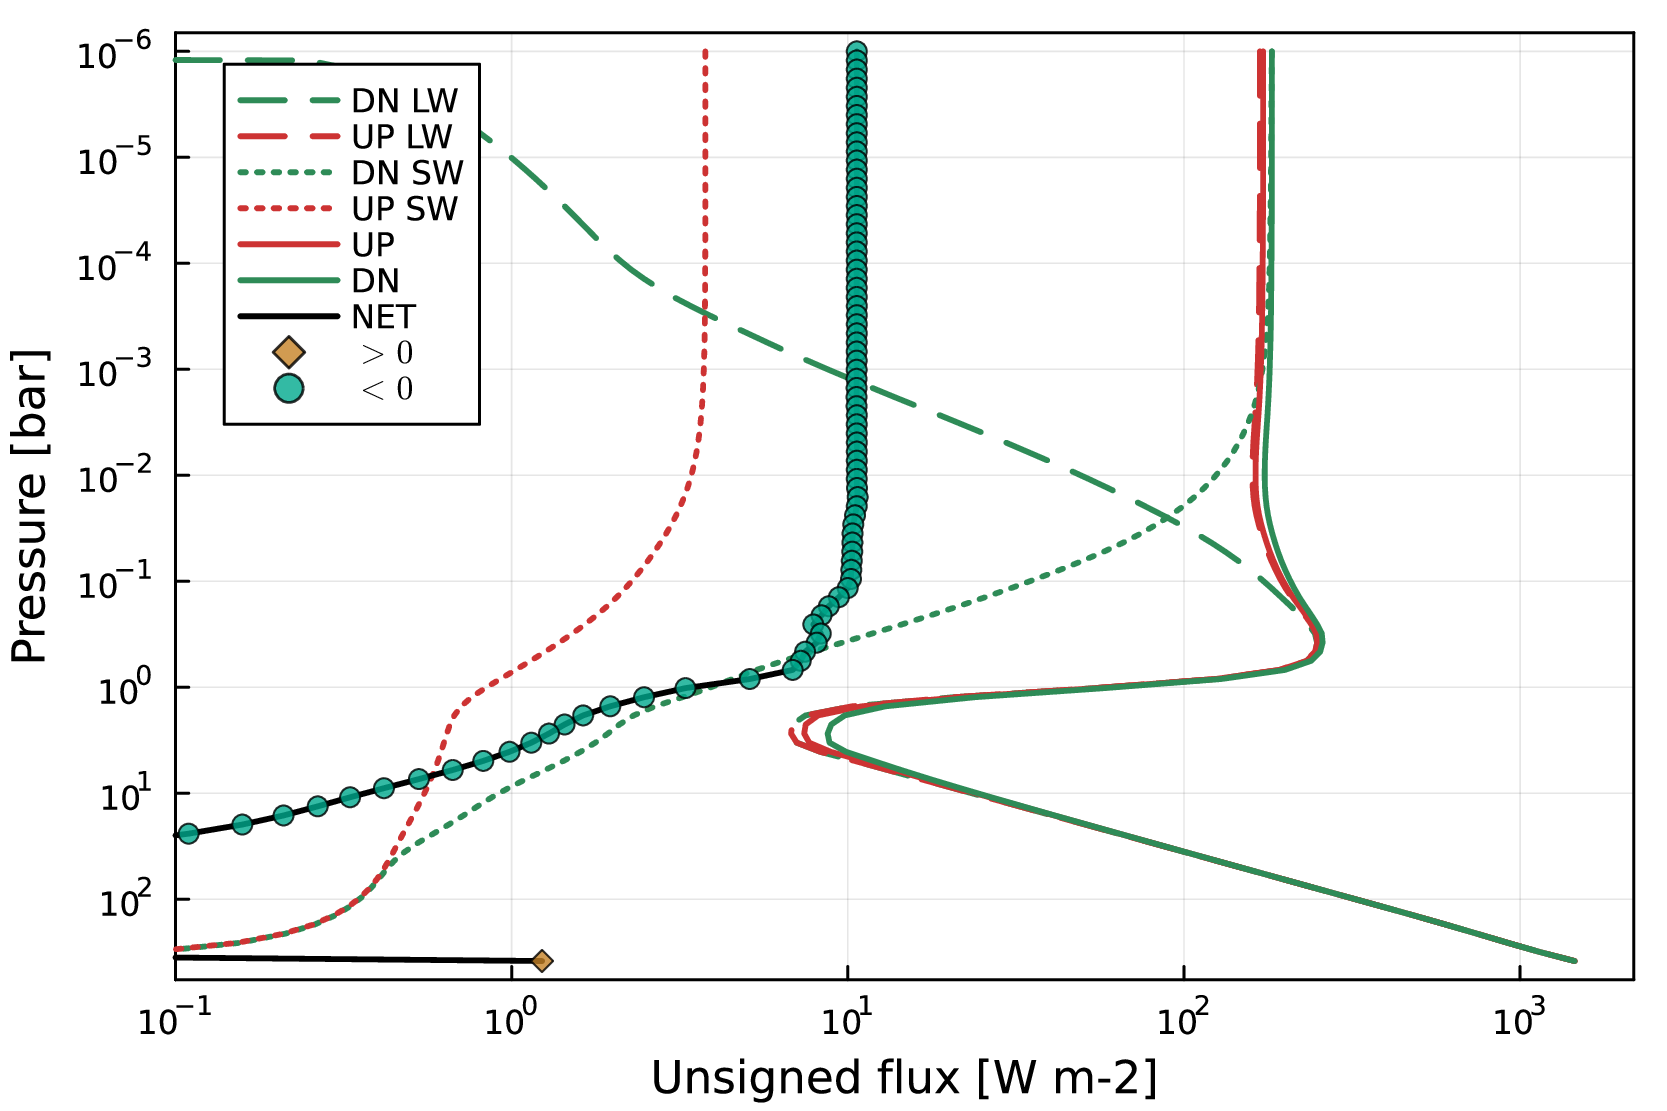 10⁻⁶
10⁻⁵
10⁻⁴
10⁻³
10⁻²
10⁻¹
10⁰
10¹
10²
Pressure [bar]
DN LW
UP LW
DN SW
UP SW
UP
DN
NET
> 0
< 0
10⁻¹
10⁰
10¹
10²
10³
Unsigned flux [W m-2]